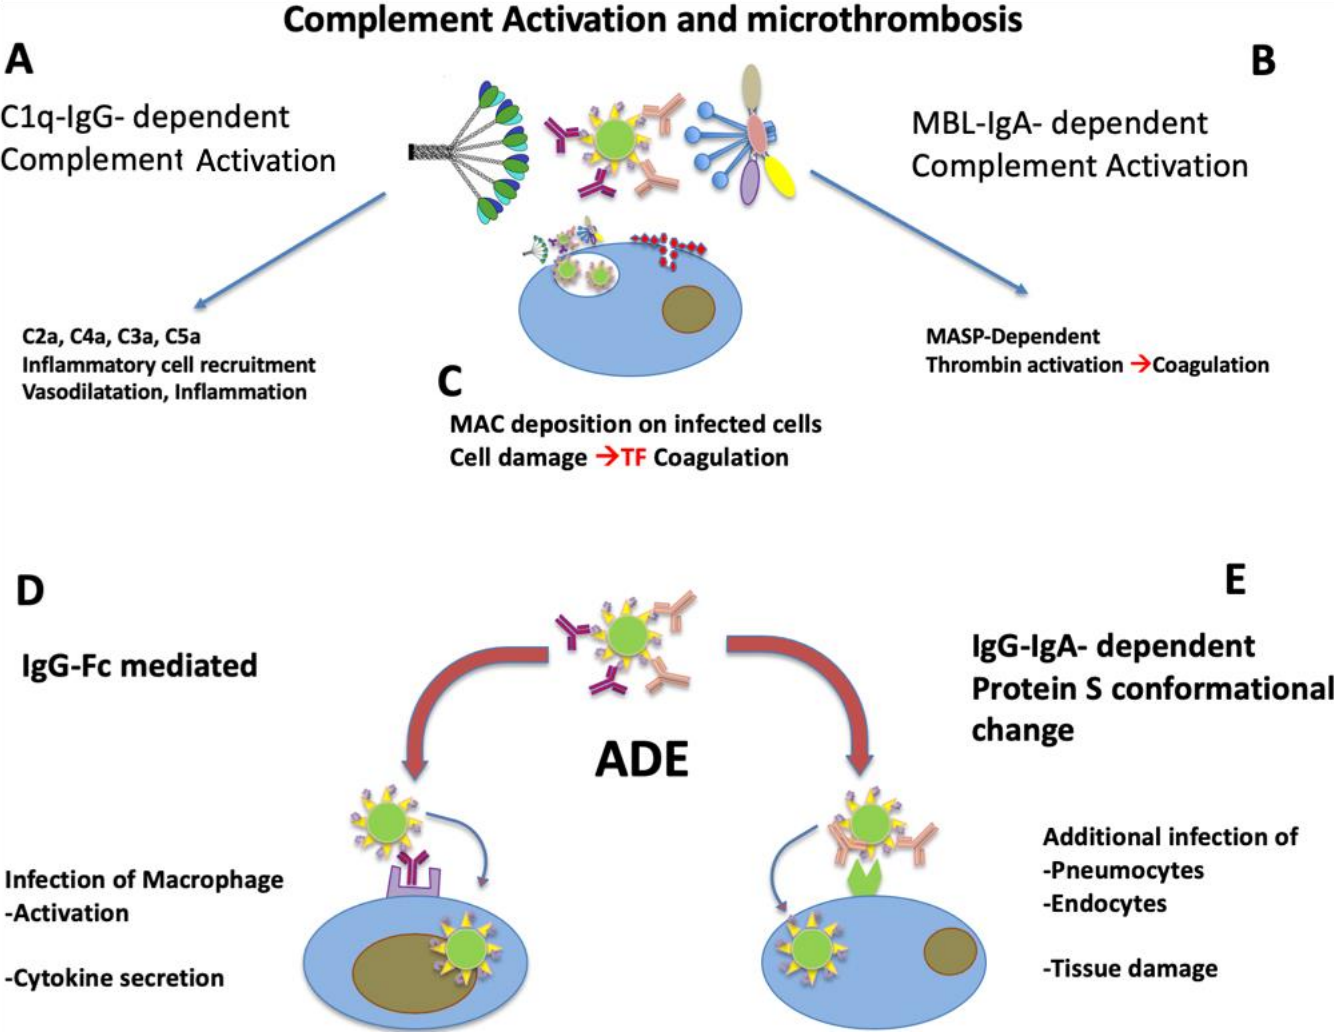 Complement Activation and microthrombosis
A
B
C1q-IgG- dependent
Complement Activation
MBL-IgA- dependent
Complement Activation
C2a, C4a, C3a, C5a
Inflammatory cell recruitment
Vasodilatation, Inflammation
MASP-Dependent
Thrombin activation →Coagulation
C
MAC deposition on infected cells
Cell damage →TF Coagulation
D
E
IgG-Fc mediated
IgG-IgA- dependent
Protein S conformational
change
ADE
Infection of Macrophage
-Activation
-Cytokine secretion
Additional infection of
-Pneumocytes
-Endocytes
-Tissue damage